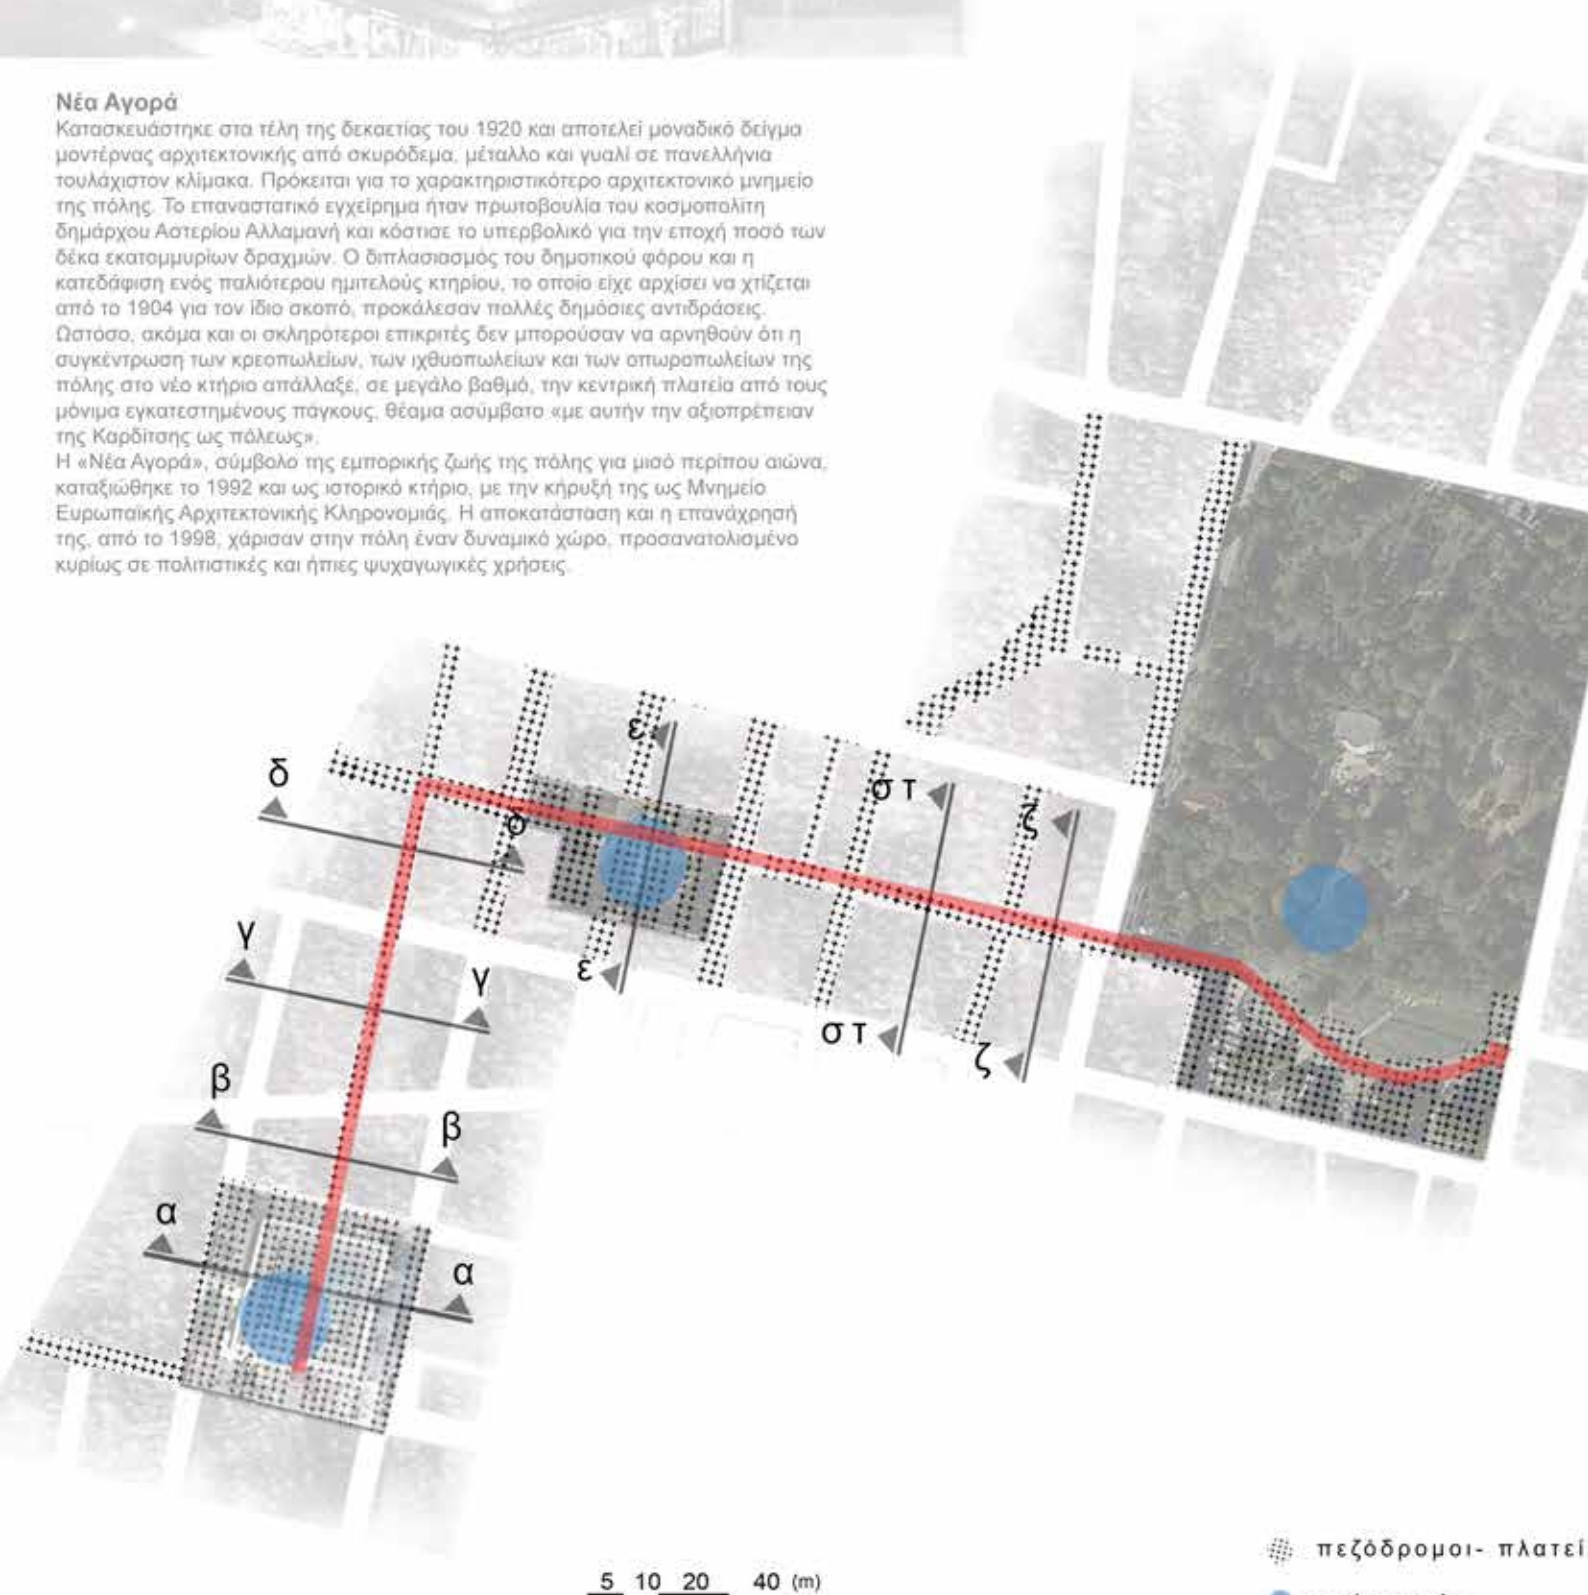 Νέα Αγορά
Κατασκευάστηκε στα τέλη της δεκαετίας του 1920 και αποτελεί μοναδικό δείγμα
μοντέρνας αρχιτεκτονικής από σκυρόδεμα, μέταλλο και γυαλί σε πανελλήνια
τουλάχιστον κλίμακα. Πρόκειται για το χαρακτηριστικότερο αρχιτεκτονικό μνημείο
της πόλης. Το επαναστατικό εγχείρημα ήταν πρωτοβουλία του κοσμοπολίτη
δημάρχου Αστερίου Αλλαμανή και κόστισε το υπερβολικό για την εποχή ποσό των
δέκα εκατομμυρίων δραχμών. Ο διπλασιασμός του δημοτικού φόρου και η
κατεδάφιση ενός παλιότερου ημιτελούς κτηρίου, το οποίο είχε αρχίσει να χτίζεται
από το 1904 για τον ίδιο σκοπό, προκάλεσαν πολλές δημόσιες αντιδράσεις.
Ωστόσο, ακόμα και οι σκληρότεροι επικριτές δεν μπορούσαν να αρνηθούν ότι η
συγκέντρωση των κρεοπωλείων, των ιχθυοπωλείων και των οπωροπωλείων της
πόλης στο νέο κτήριο απάλλαξε, σε μεγάλο βαθμό, την κεντρική πλατεία από τους
μόνιμα εγκατεστημένους πάγκους, θέαμα ασύμβατο «με αυτήν την αξιοπρέπειαν
της Καρδίτσης ως πόλεως».
Η «Νέα Αγορά», σύμβολο της εμπορικής ζωής της πόλης για μισό περίπου αιώνα,
καταξιώθηκε το 1992 και ως ιστορικό κτήριο, με την κήρυξή της ως Μνημείο
Ευρωπαϊκής Αρχιτεκτονικής Κληρονομιάς. Η αποκατάσταση και η επανάχρησή
της, από το 1998, χάρισαν στην πόλη έναν δυναμικό χώρο, προσανατολισμένο
κυρίως σε πολιτιστικές και ήπιες ψυχαγωγικές χρήσεις.
ε
δ
στ
ζ
δ
γ
γ
ε
στ
ζ
β
β
α
α
πεζόδρομοι- πλατεί
5 10 20 40 (m)